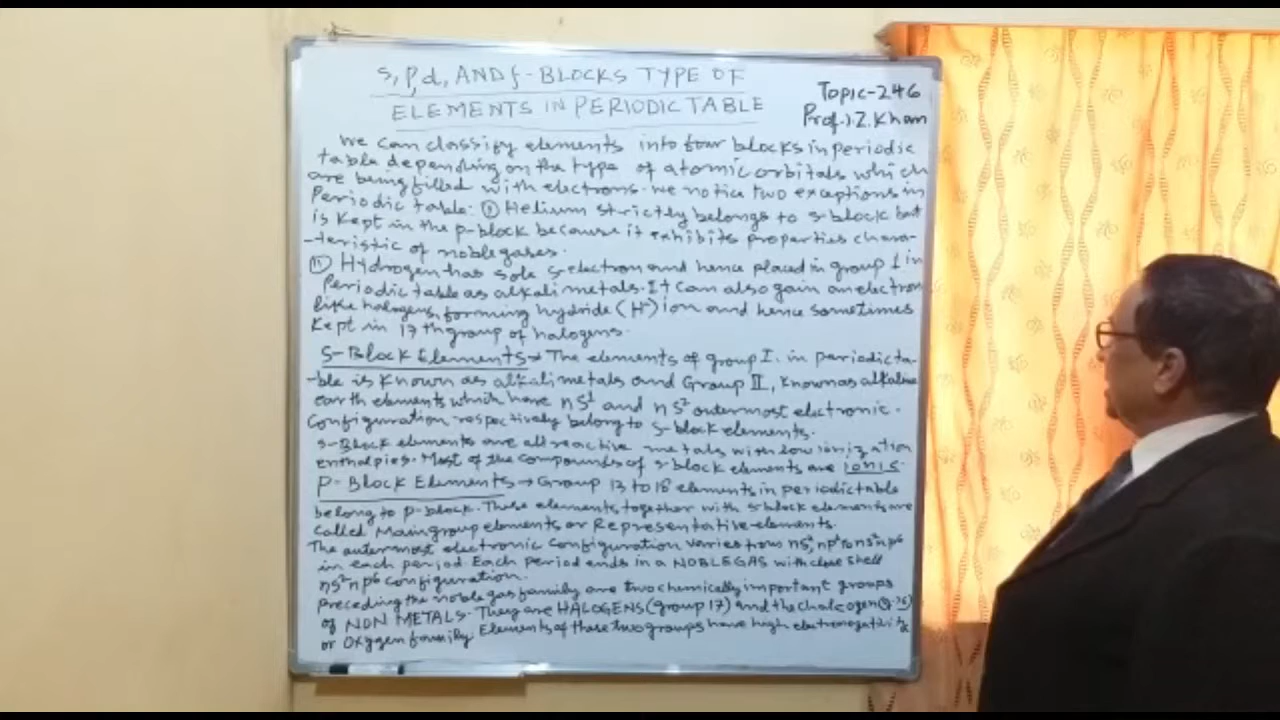 s, P, d, AND f - BLOCKS TYPE OF
ELEMENTS IN PERIODIC TABLE
Topic-246
Prof. J.Z. Khan
We can classify elements into four blocks in periodic
table depending on the type of atomic orbitals which
are being filled with electrons. We notice two exceptions in
Periodic table: (i) Helium strictly belongs to s-block but
is kept in the p-block because it exhibits properties chara-
-teristic of noble gases.
(ii) Hydrogen has sole s-electron and hence placed in group 1 in
Periodic table as alkali metals. It can also gain an electron
like halogens, forming hydride (H⁻) ion and hence sometimes
kept in 17th group of halogens.
S-Block Elements → The elements of group I. in periodic ta-
-ble is known as alkali metals and Group II, known as alkaline
earth elements which have ns¹ and ns² outermost electronic.
Configuration respectively belong to s-block elements.
s-Block elements are all reactive metals with low ionization
enthalpies. Most of the compounds of s-block elements are ionic.
P-Block Elements → Group 13 to 18 elements in periodic table
belong to p-block. These elements together with s-block elements are
called Main group elements or Representative elements.
The outermost electronic configuration varies from ns²np¹ to ns²np⁶
in each period. Each period ends in a NOBLE GAS with close shell
ns²np⁶ configuration.
preceding the noble gas family are two chemically important groups
of NON METALS. They are HALOGENS (group 17) and the chalcogen
or oxygen family. Elements of these two groups have high electronegativity